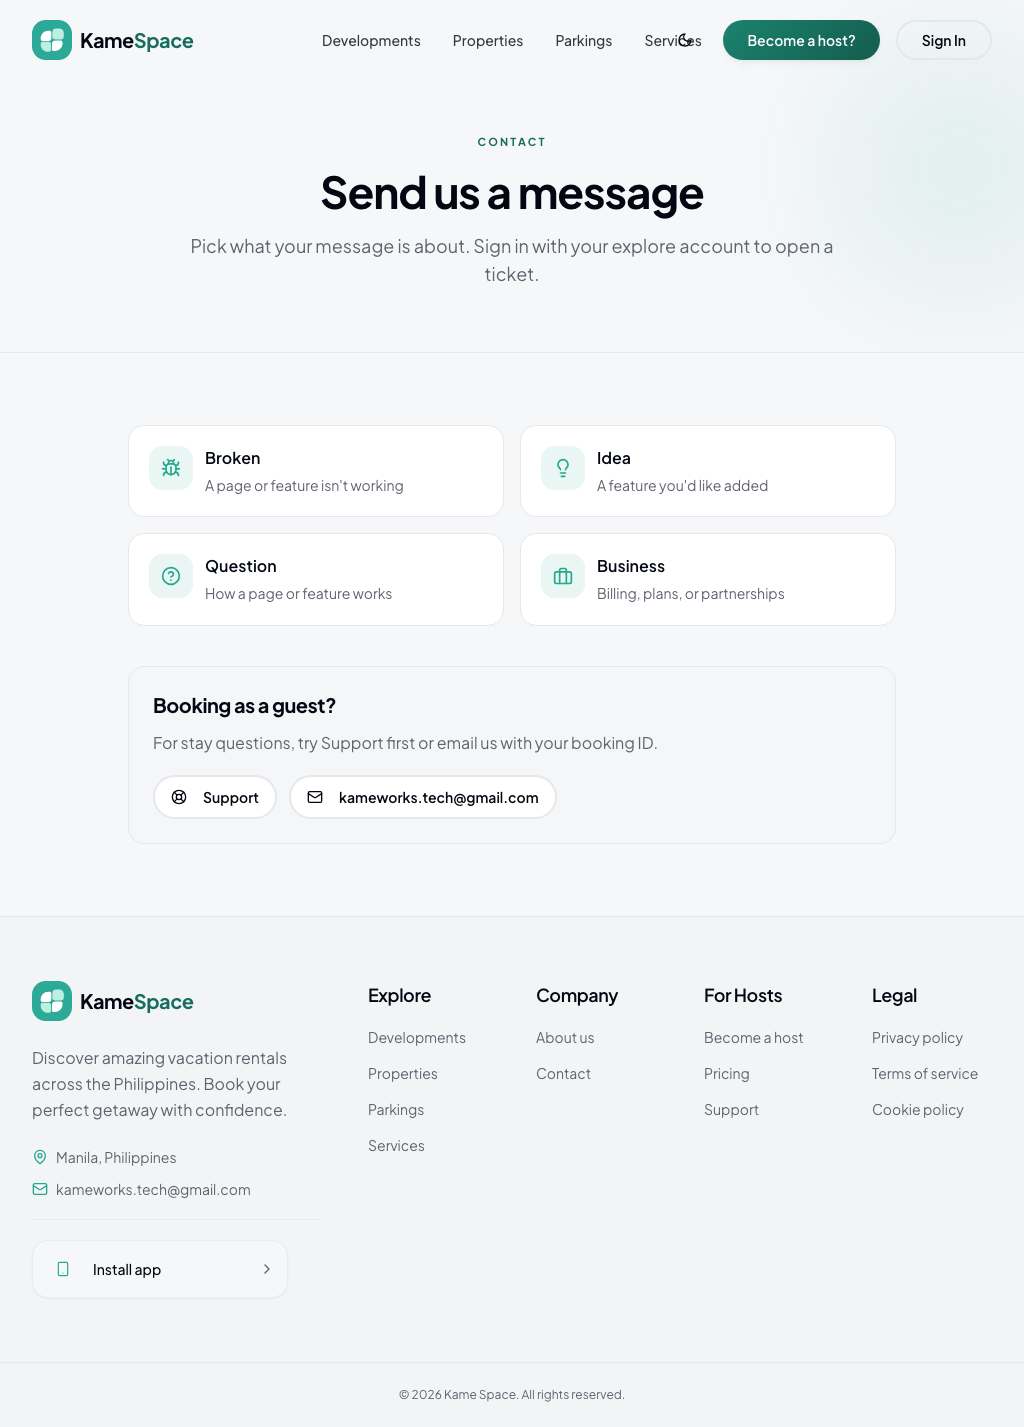 KameSpace
Developments Properties Parkings Services Become a host? Sign In
CONTACT
Send us a message
Pick what your message is about. Sign in with your explore account to open a
ticket.
Broken
A page or feature isn't working
Idea
A feature you'd like added
Question
How a page or feature works
Business
Billing, plans, or partnerships
Booking as a guest?
For stay questions, try Support first or email us with your booking ID.
Support
kameworks.tech@gmail.com
KameSpace
Discover amazing vacation rentals
across the Philippines. Book your
perfect getaway with confidence.
Manila, Philippines
kameworks.tech@gmail.com
Install app
Explore
Developments
Properties
Parkings
Services
Company
About us
Contact
For Hosts
Become a host
Pricing
Support
Legal
Privacy policy
Terms of service
Cookie policy
© 2026 Kame Space. All rights reserved.